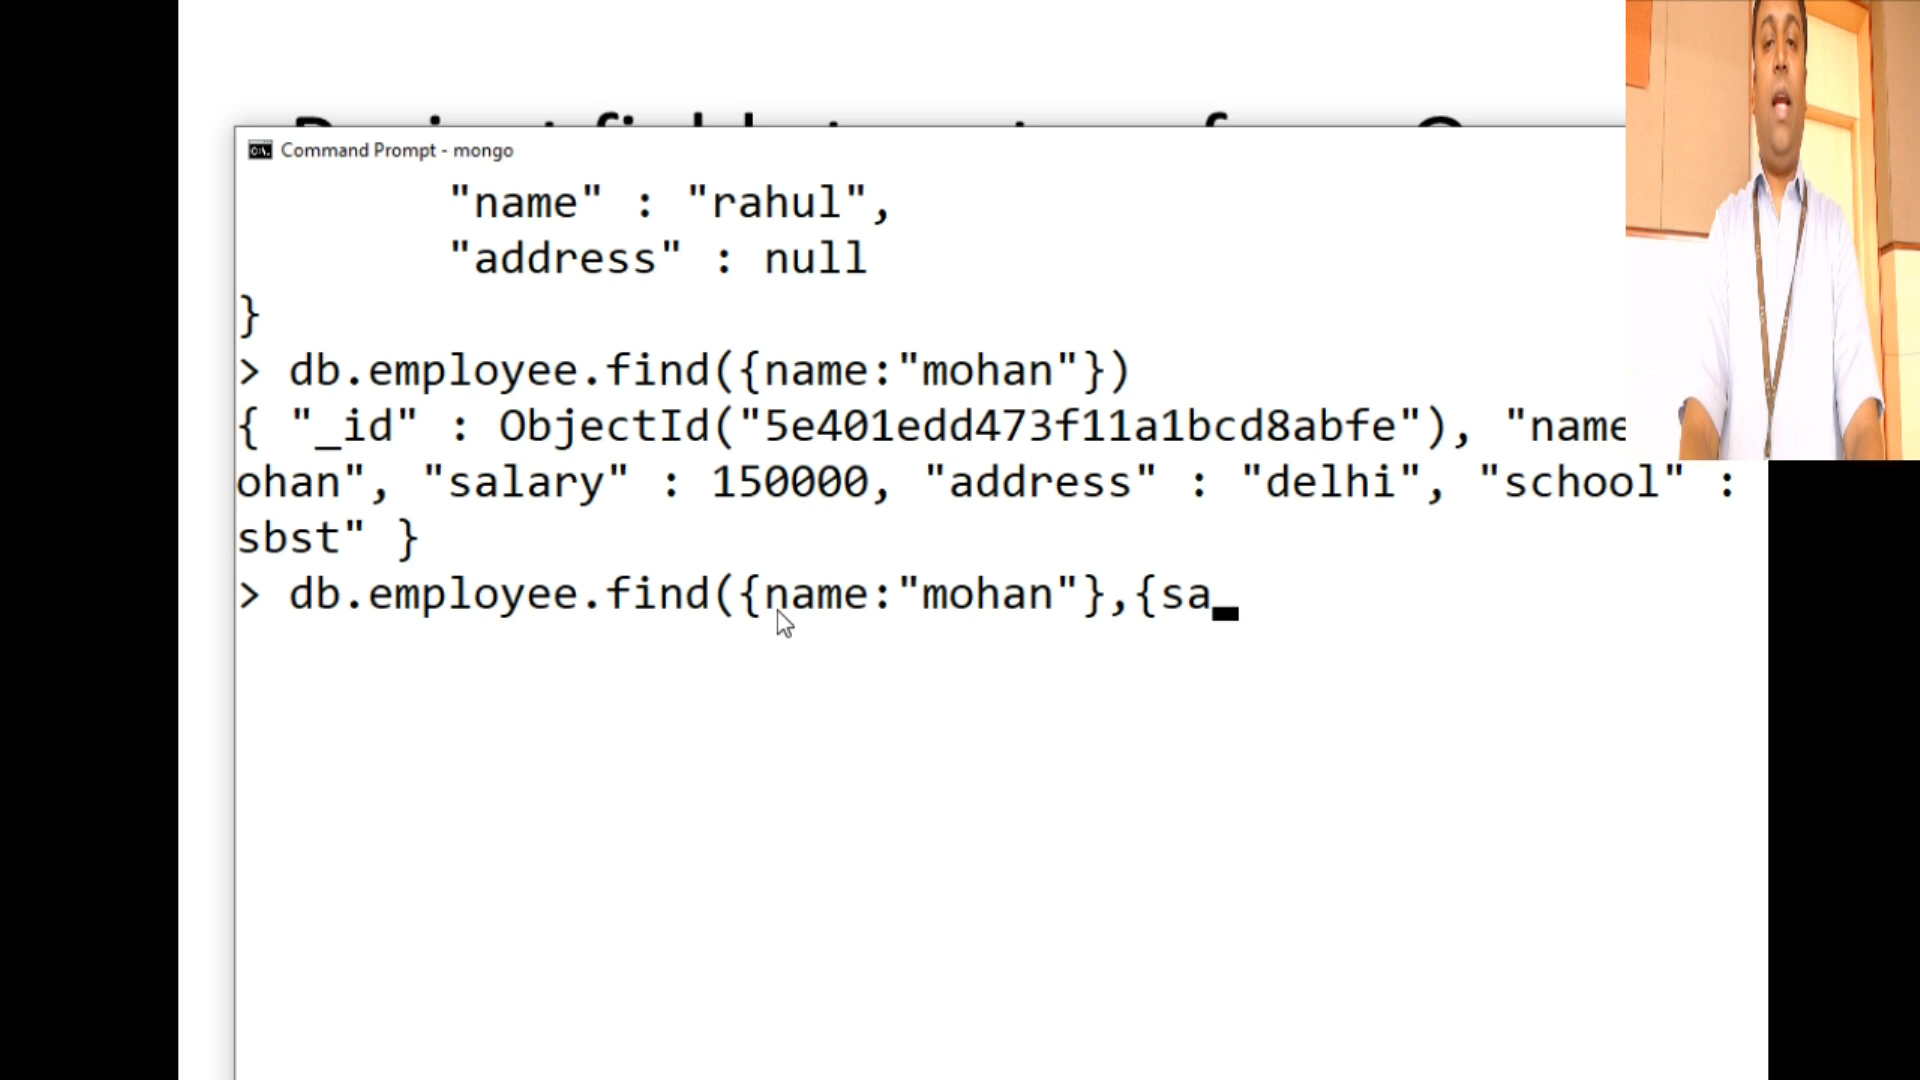 Command Prompt - mongo
"name" : "rahul",
"address" : null
}
> db.employee.find({name:"mohan"})
{ "_id" : ObjectId("5e401edd473f11a1bcd8abfe"), "name
ohan", "salary" : 150000, "address" : "delhi", "school" :
sbst" }
> db.employee.find({name:"mohan"},{sa